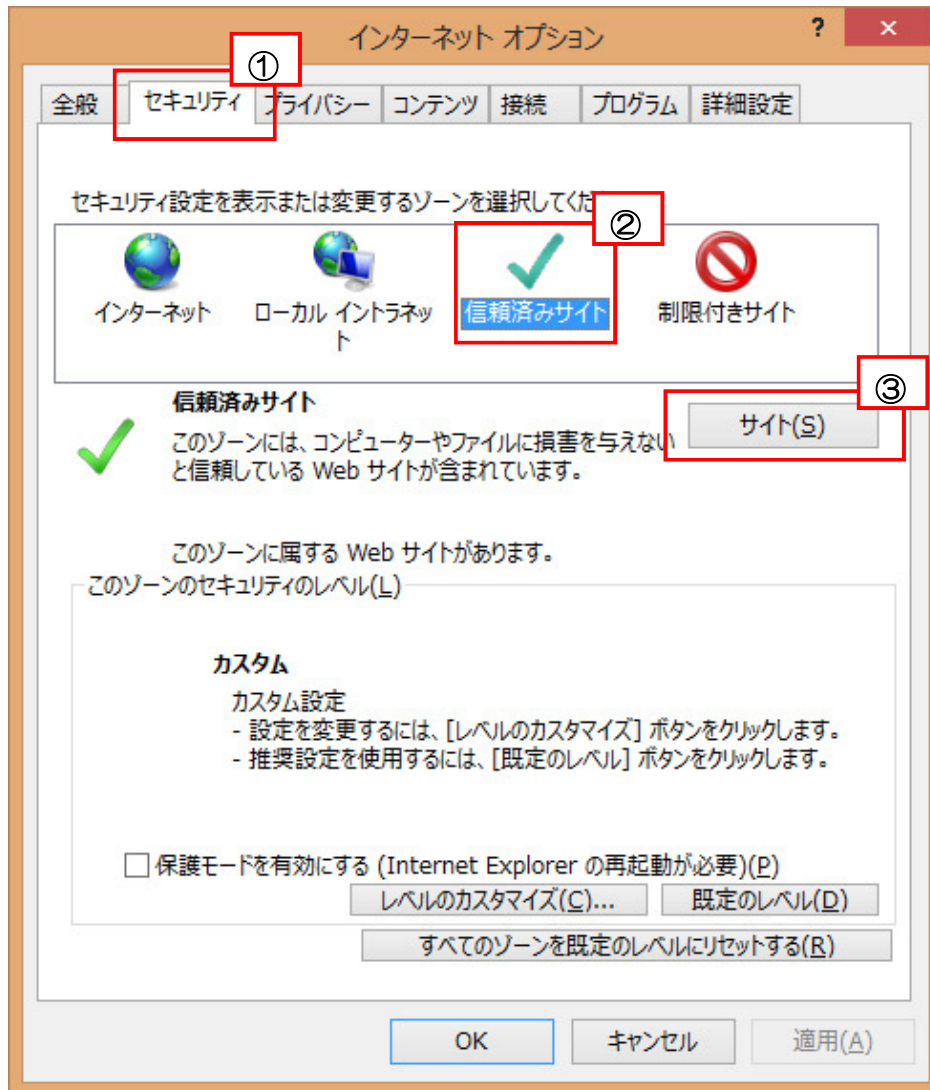 インターネット オプション
?
×
①
全般 セキュリティ プライバシー コンテンツ 接続 プログラム 詳細設定
セキュリティ設定を表示または変更するゾーンを選択してくだ
②
インターネット
ローカル イントラネッ
ト
信頼済みサイト
制限付きサイト
③
信頼済みサイト
サイト(S)
このゾーンには、コンピューターやファイルに損害を与えない
と信頼している Web サイトが含まれています。
このゾーンに属する Web サイトがあります。
このゾーンのセキュリティのレベル(L)
カスタム
カスタム設定
- 設定を変更するには、[レベルのカスタマイズ] ボタンをクリックします。
- 推奨設定を使用するには、[既定のレベル] ボタンをクリックします。
保護モードを有効にする (Internet Explorer の再起動が必要)(P)
レベルのカスタマイズ(C)... 既定のレベル(D)
すべてのゾーンを既定のレベルにリセットする(R)
OK キャンセル 適用(A)